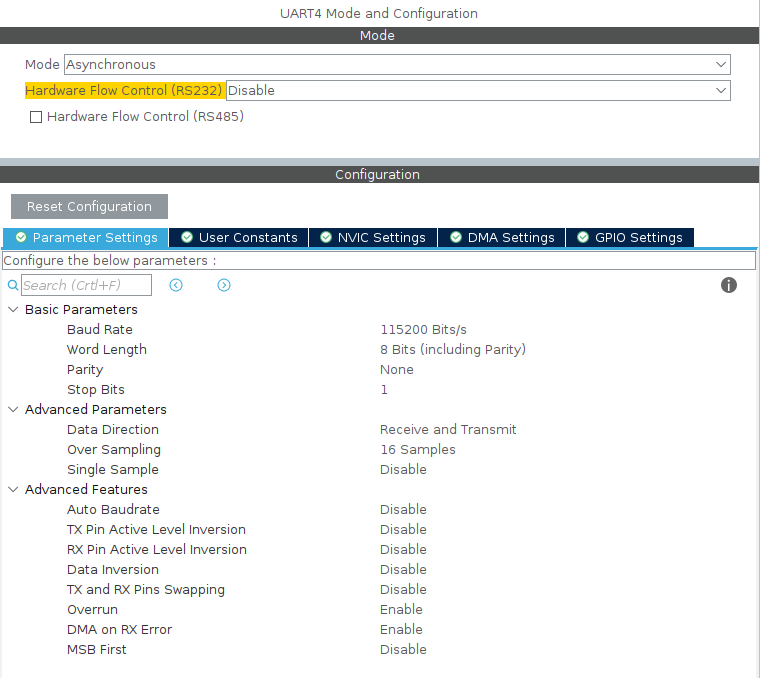 UART4 Mode and Configuration
Mode
Mode Asynchronous
Hardware Flow Control (RS232) Disable
Hardware Flow Control (RS485)
Configuration
Reset Configuration
Parameter Settings User Constants NVIC Settings DMA Settings GPIO Settings
Configure the below parameters :
Search (Crtl+F)
Basic Parameters
Baud Rate 115200 Bits/s
Word Length 8 Bits (including Parity)
Parity None
Stop Bits 1
Advanced Parameters
Data Direction Receive and Transmit
Over Sampling 16 Samples
Single Sample Disable
Advanced Features
Auto Baudrate Disable
TX Pin Active Level Inversion Disable
RX Pin Active Level Inversion Disable
Data Inversion Disable
TX and RX Pins Swapping Disable
Overrun Enable
DMA on RX Error Enable
MSB First Disable